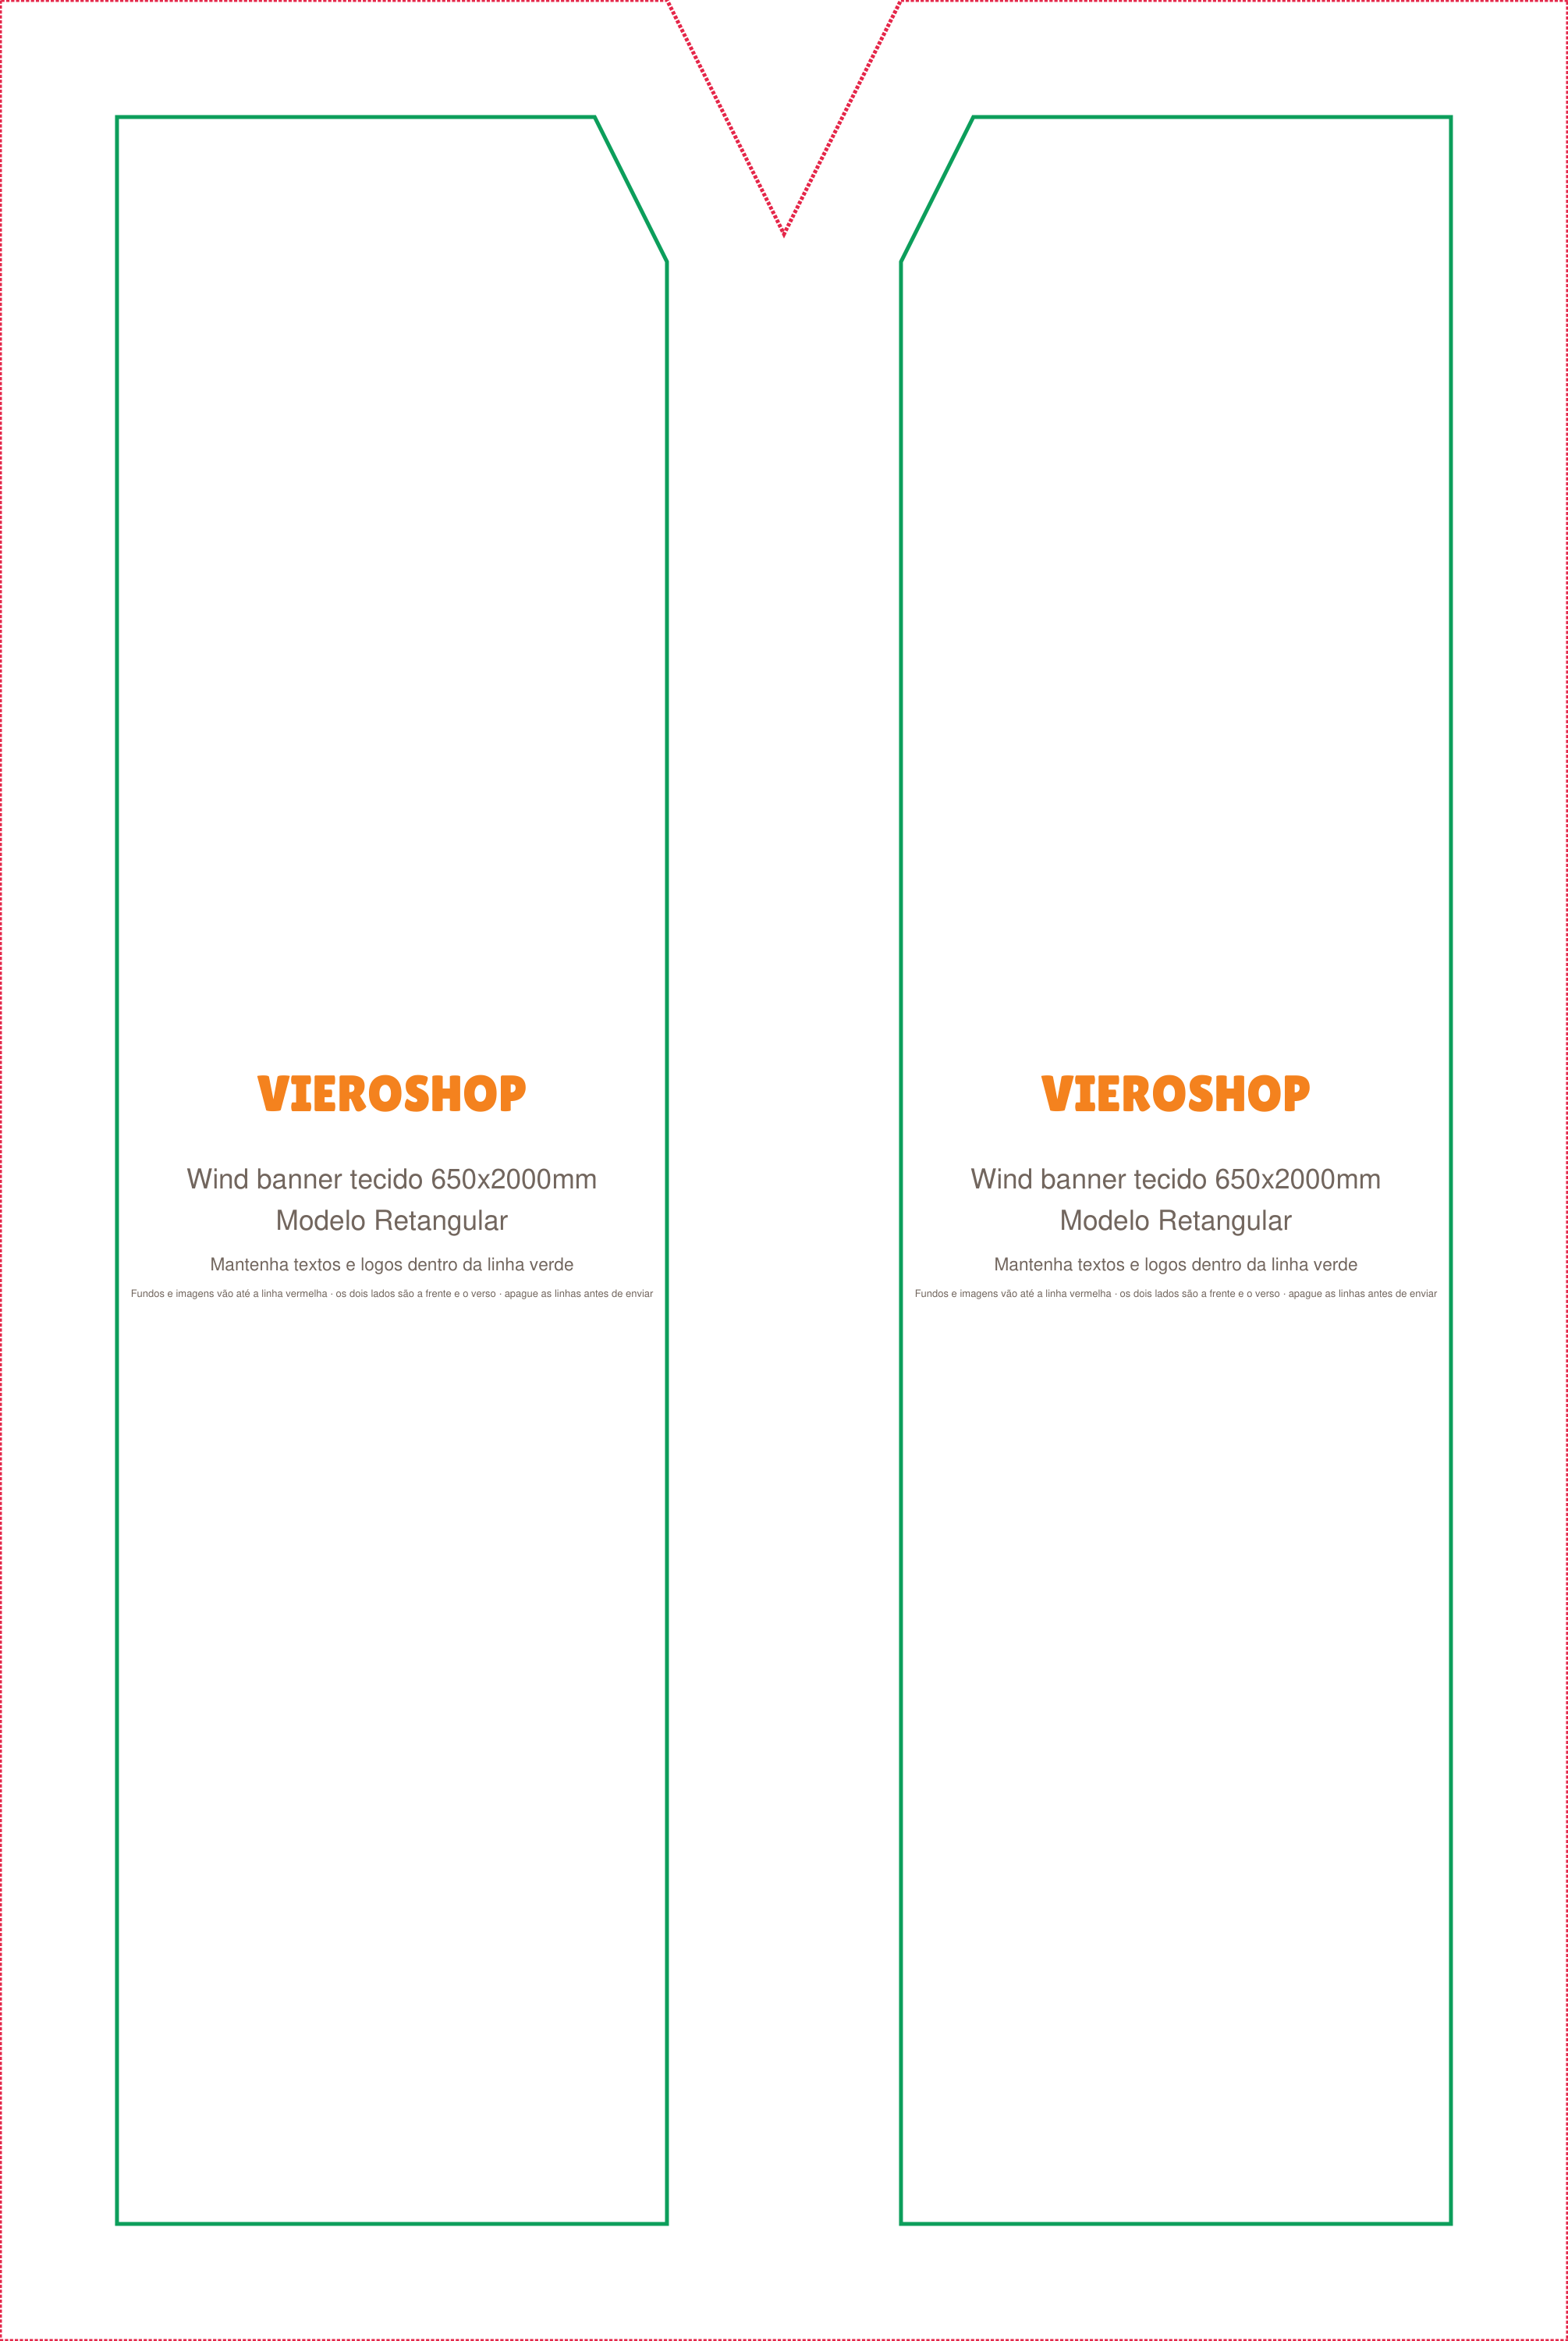 VIEROSHOP
Wind banner tecido 650x2000mm
Modelo Retangular
Mantenha textos e logos dentro da linha verde
Fundos e imagens vão até a linha vermelha · os dois lados são a frente e o verso · apague as linhas antes de enviar
VIEROSHOP
Wind banner tecido 650x2000mm
Modelo Retangular
Mantenha textos e logos dentro da linha verde
Fundos e imagens vão até a linha vermelha · os dois lados são a frente e o verso · apague as linhas antes de enviar